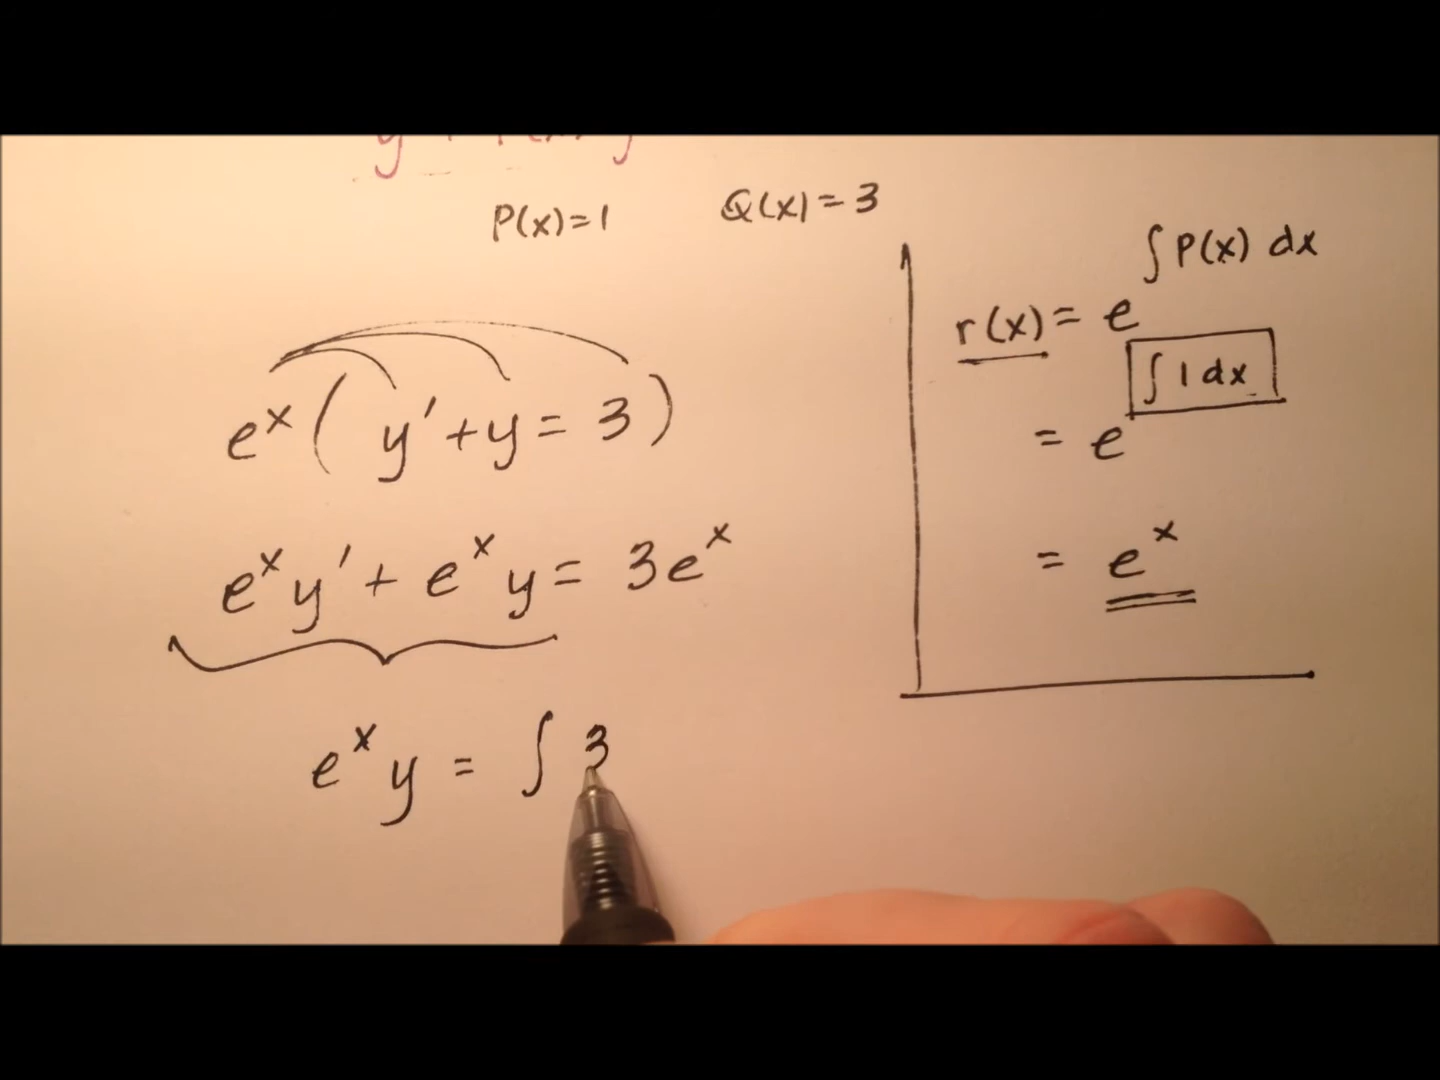 P(x)=1 Q(x)=3
e^x ( y' + y = 3 )
e^x y' + e^x y = 3e^x
e^x y = ∫ 3
r(x) = e^∫ P(x) dx
= e^∫ 1 dx
= e^x